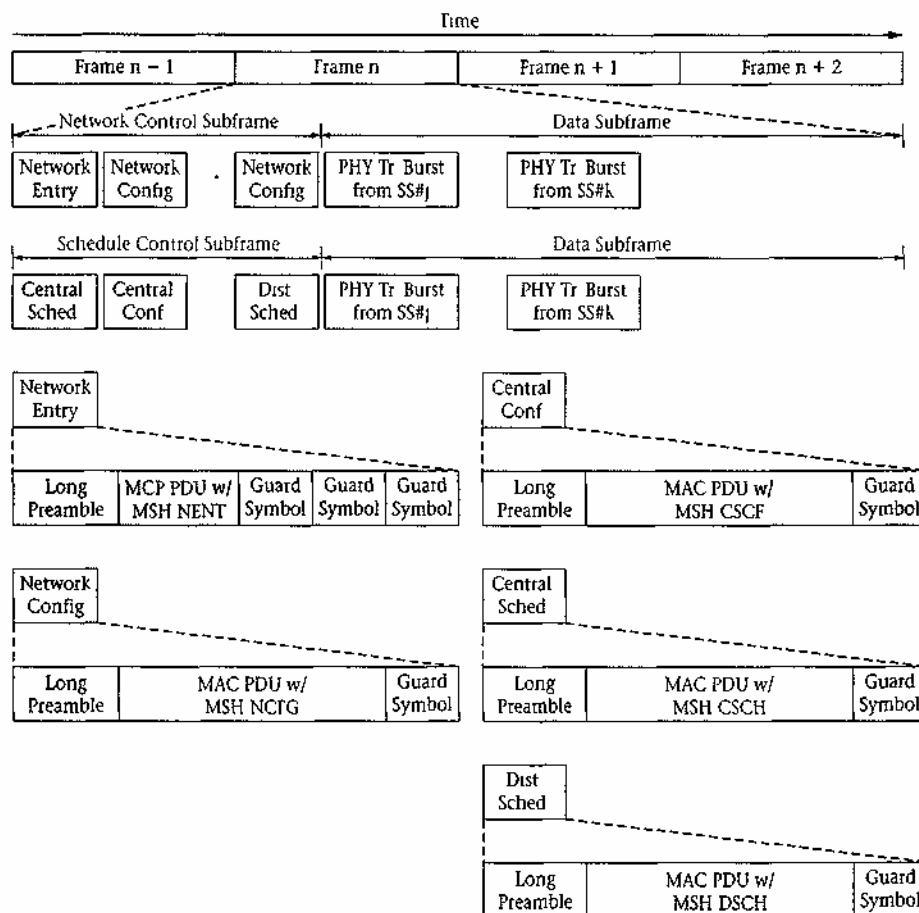 Time
Frame n – 1 Frame n Frame n + 1 Frame n + 2
Network Control Subframe Data Subframe
Network Entry
Network Config
Network Config
PHY Tr Burst from SS#j
PHY Tr Burst from SS#k
Schedule Control Subframe Data Subframe
Central Sched
Central Conf
Dist Sched
PHY Tr Burst from SS#j
PHY Tr Burst from SS#k
Network Entry
Long Preamble
MCP PDU w/ MSH NENT
Guard Symbol
Guard Symbol
Guard Symbol
Central Conf
Long Preamble
MAC PDU w/ MSH CSCF
Guard Symbol
Network Config
Long Preamble
MAC PDU w/ MSH NCFG
Guard Symbol
Central Sched
Long Preamble
MAC PDU w/ MSH CSCH
Guard Symbol
Dist Sched
Long Preamble
MAC PDU w/ MSH DSCH
Guard Symbol